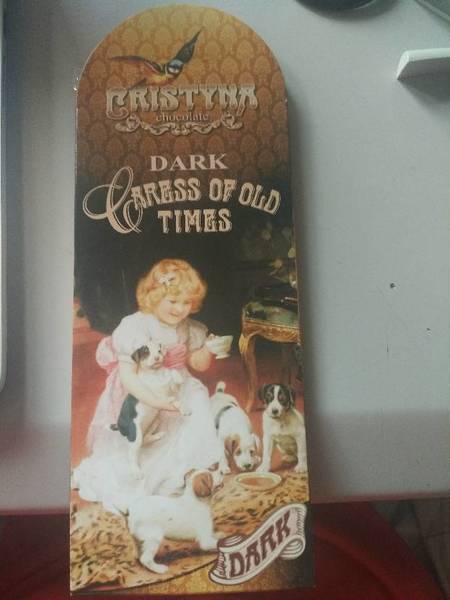 CRISTYNA
chocolate
DARK
CARESS OF OLD
TIMES
DARK